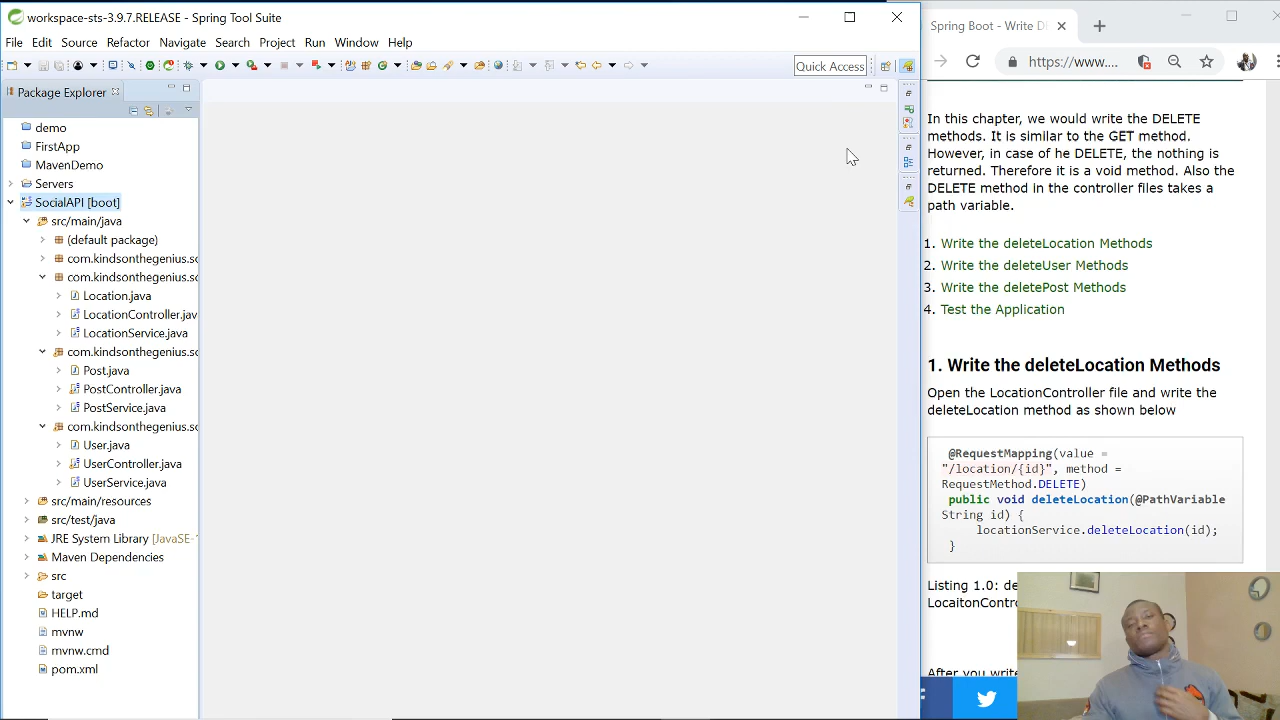 workspace-sts-3.9.7.RELEASE - Spring Tool Suite
File Edit Source Refactor Navigate Search Project Run Window Help
Quick Access
Package Explorer
demo
FirstApp
MavenDemo
Servers
SocialAPI [boot]
src/main/java
(default package)
com.kindsonthegenius.so
com.kindsonthegenius.so
Location.java
LocationController.jav
LocationService.java
com.kindsonthegenius.so
Post.java
PostController.java
PostService.java
com.kindsonthegenius.so
User.java
UserController.java
UserService.java
src/main/resources
src/test/java
JRE System Library [JavaSE-1
Maven Dependencies
src
target
HELP.md
mvnw
mvnw.cmd
pom.xml
Spring Boot - Write D
https://www....
In this chapter, we would write the DELETE
methods. It is similar to the GET method.
However, in case of he DELETE, the nothing is
returned. Therefore it is a void method. Also the
DELETE method in the controller files takes a
path variable.
1. Write the deleteLocation Methods
2. Write the deleteUser Methods
3. Write the deletePost Methods
4. Test the Application
1. Write the deleteLocation Methods
Open the LocationController file and write the
deleteLocation method as shown below
@RequestMapping(value =
"/location/{id}", method =
RequestMethod.DELETE)
public void deleteLocation(@PathVariable
String id) {
locationService.deleteLocation(id);
}
Listing 1.0: de
LocaitonContr
After you write